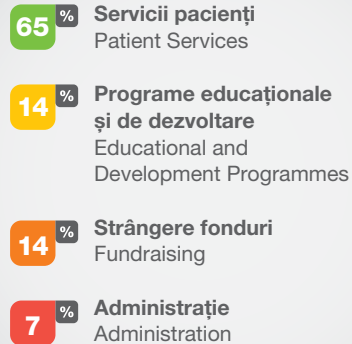 65 % Servicii pacienți
Patient Services
14 % Programe educaționale
și de dezvoltare
Educational and
Development Programmes
14 % Strângere fonduri
Fundraising
7 % Administrație
Administration